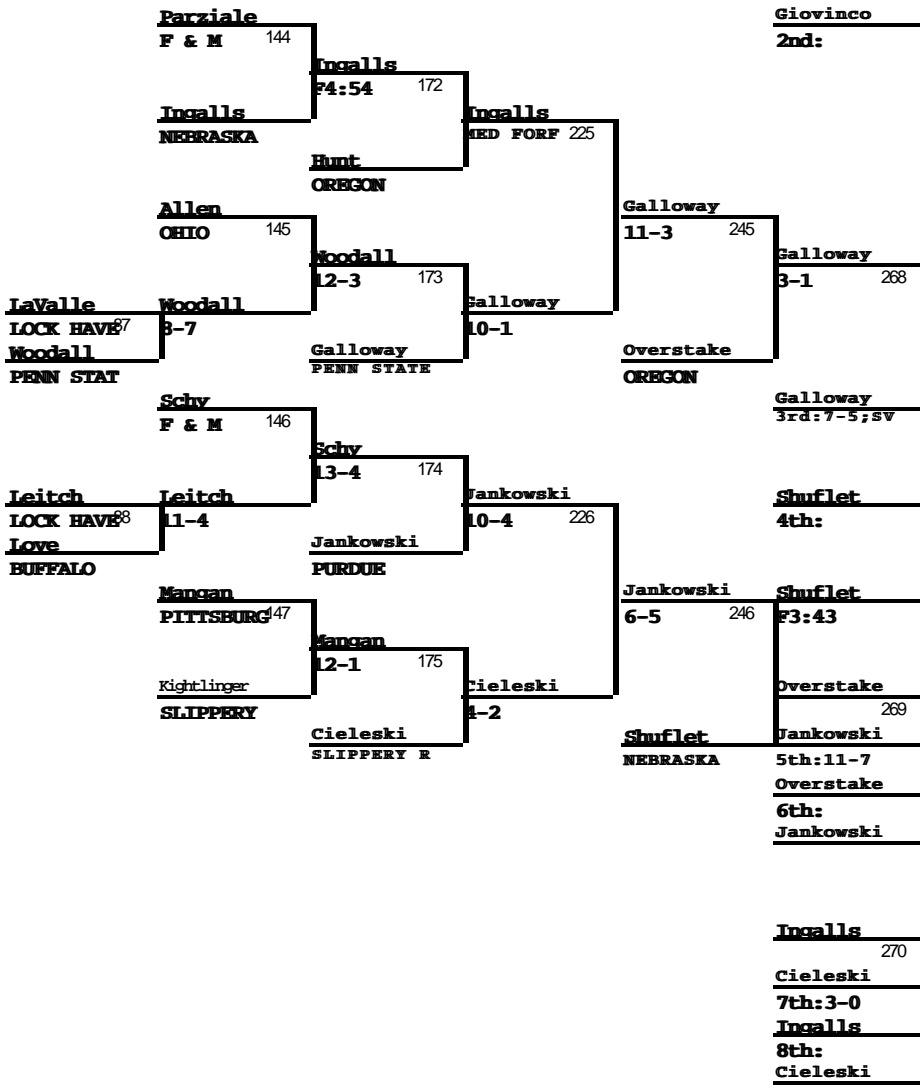 Parziale
Giovinco
F & M 144
2nd:
Ingalls
F4:54 172
Ingalls
Ingalls
NEBRASKA
MED FORF 225
Hunt
OREGON
Allen
Galloway
OHIO 145
11-3 245
Woodall
Galloway
12-3 173
3-1 268
LaValle
Woodall
Galloway
LOCK HAVE 87
8-7
10-1
Woodall
Galloway
Overstake
PENN STAT
PENN STATE
OREGON
Schy
Galloway
F & M 146
3rd:7-5;SV
Schy
13-4 174
Leitch
Leitch
Jankowski
Shuflet
LOCK HAVE 88
11-4
10-4 226
4th:
Love
Jankowski
BUFFALO
PURDUE
Mangan
Jankowski
Shuflet
PITTSBURG 147
6-5 246
F3:43
Mangan
12-1 175
Kightlinger
Cieleski
Overstake
SLIPPERY
4-2
269
Cieleski
Shuflet
Jankowski
SLIPPERY R
NEBRASKA
5th:11-7
Overstake
6th:
Jankowski
Ingalls
270
Cieleski
7th:3-0
Ingalls
8th:
Cieleski